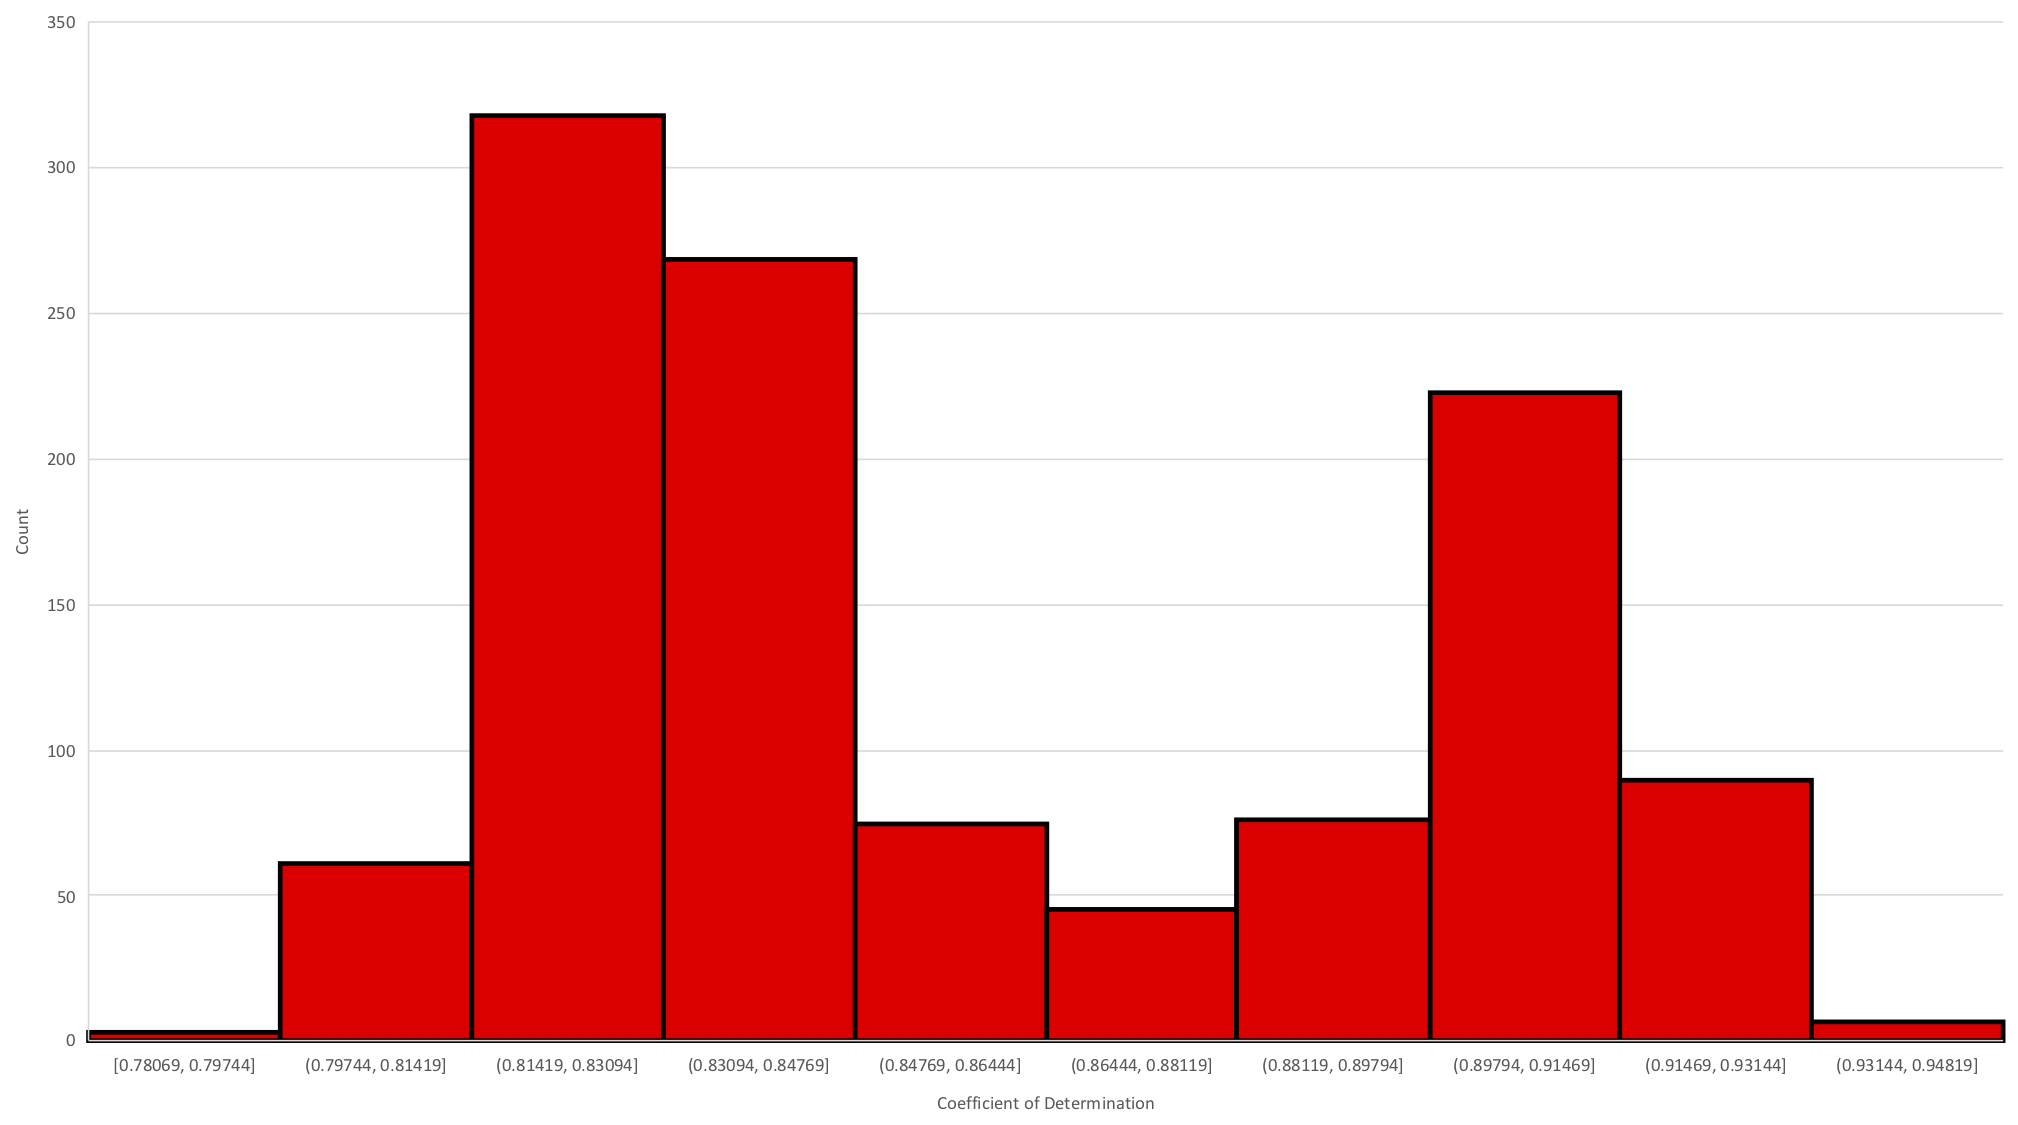 350
300
250
200
150
100
50
0
Count
[0.78069, 0.79744] (0.79744, 0.81419] (0.81419, 0.83094] (0.83094, 0.84769] (0.84769, 0.86444] (0.86444, 0.88119] (0.88119, 0.89794] (0.89794, 0.91469] (0.91469, 0.93144] (0.93144, 0.94819]
Coefficient of Determination